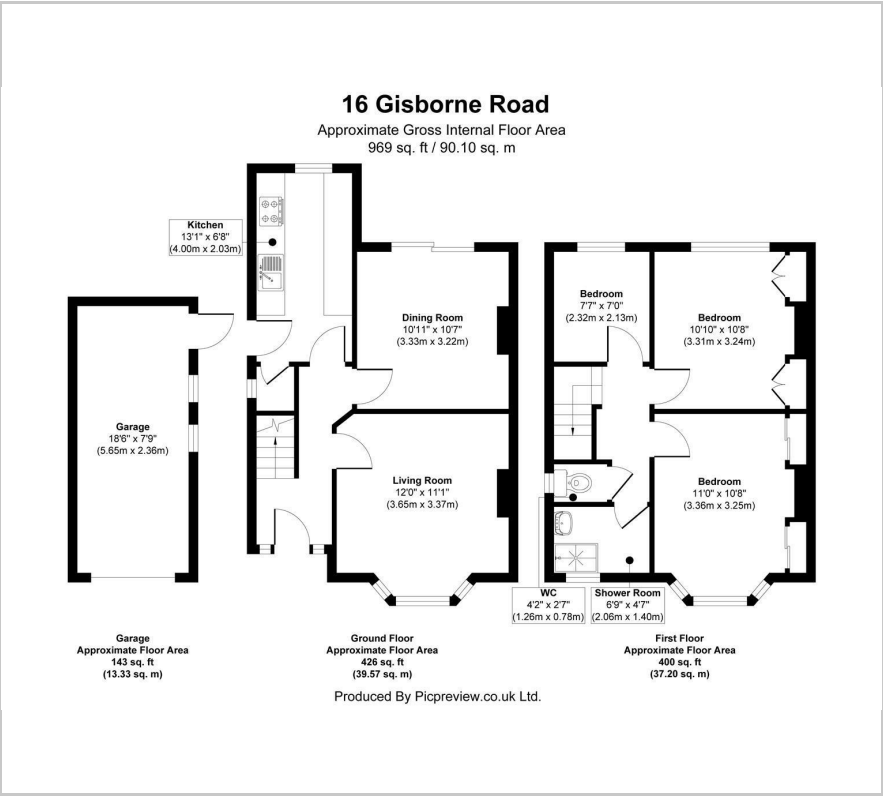 16 Gisborne Road
Approximate Gross Internal Floor Area
969 sq. ft / 90.10 sq. m
Kitchen
13'1" x 6'8"
(4.00m x 2.03m)
Dining Room
10'11" x 10'7"
(3.33m x 3.22m)
Bedroom
7'7" x 7'0"
(2.32m x 2.13m)
Bedroom
10'10" x 10'8"
(3.31m x 3.24m)
Garage
18'6" x 7'9"
(5.65m x 2.36m)
Living Room
12'0" x 11'1"
(3.65m x 3.37m)
Bedroom
11'0" x 10'8"
(3.36m x 3.25m)
WC
4'2" x 2'7"
(1.26m x 0.78m)
Shower Room
6'9" x 4'7"
(2.06m x 1.40m)
Garage
Approximate Floor Area
143 sq. ft
(13.33 sq. m)
Ground Floor
Approximate Floor Area
426 sq. ft
(39.57 sq. m)
First Floor
Approximate Floor Area
400 sq. ft
(37.20 sq. m)
Produced By Picpreview.co.uk Ltd.